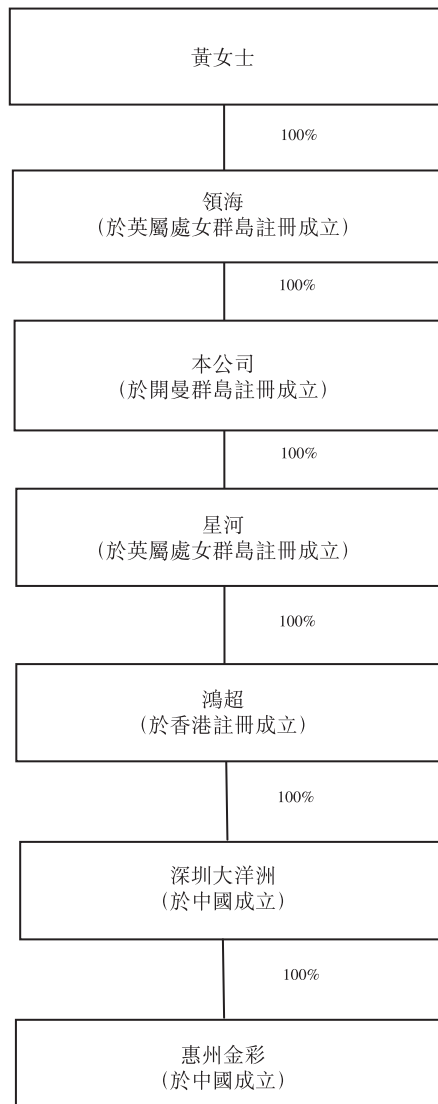 黃女士
100%
領海
（於英屬處女群島註冊成立）
100%
本公司
（於開曼群島註冊成立）
100%
星河
（於英屬處女群島註冊成立）
100%
鴻超
（於香港註冊成立）
100%
深圳大洋洲
（於中國成立）
100%
惠州金彩
（於中國成立）